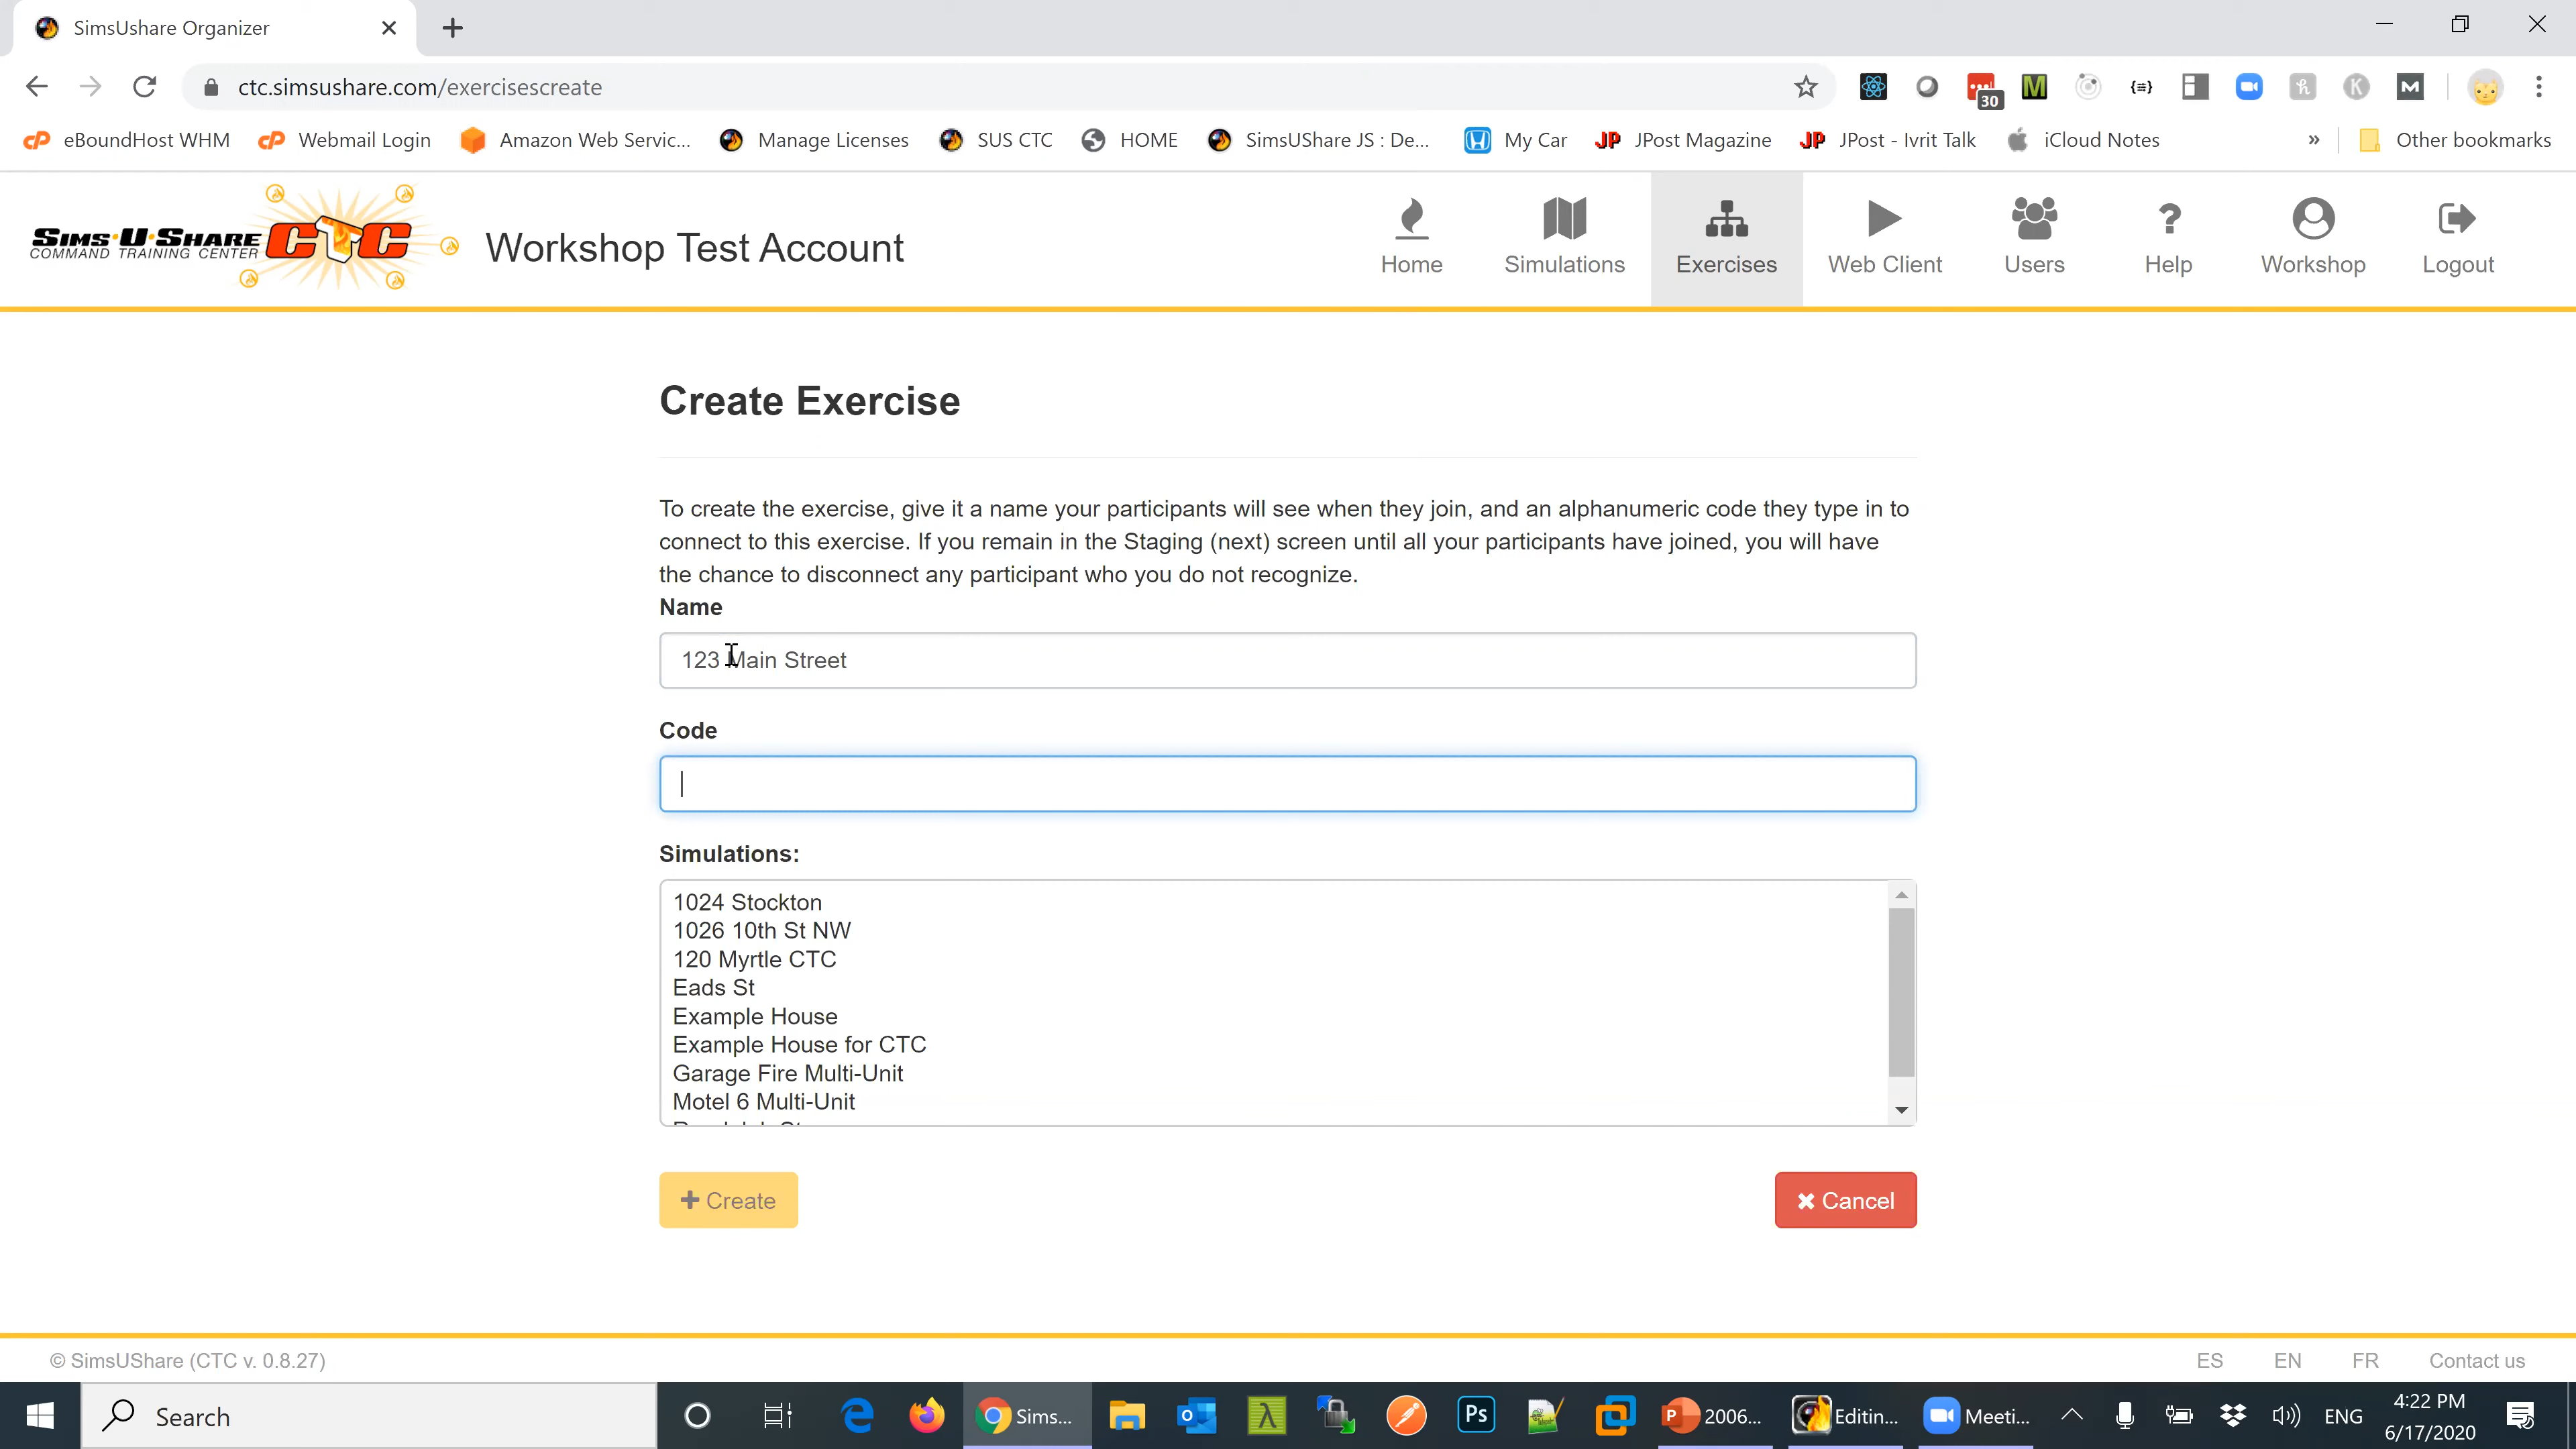 SimsUshare Organizer
ctc.simsushare.com/exercisescreate
30
eBoundHost WHM Webmail Login Amazon Web Servic... Manage Licenses SUS CTC HOME SimsUShare JS : De... My Car JPost Magazine JPost - Ivrit Talk iCloud Notes » Other bookmarks
SIMS-U-SHARE CTC
COMMAND TRAINING CENTER
Workshop Test Account
Home Simulations Exercises Web Client Users Help Workshop Logout
Create Exercise
To create the exercise, give it a name your participants will see when they join, and an alphanumeric code they type in to
connect to this exercise. If you remain in the Staging (next) screen until all your participants have joined, you will have
the chance to disconnect any participant who you do not recognize.
Name
123 Main Street
Code
Simulations:
1024 Stockton
1026 10th St NW
120 Myrtle CTC
Eads St
Example House
Example House for CTC
Garage Fire Multi-Unit
Motel 6 Multi-Unit
Create
Cancel
© SimsUShare (CTC v. 0.8.27) ES EN FR Contact us
Search Sims... 2006... Editin... Meeti... ENG 4:22 PM
6/17/2020